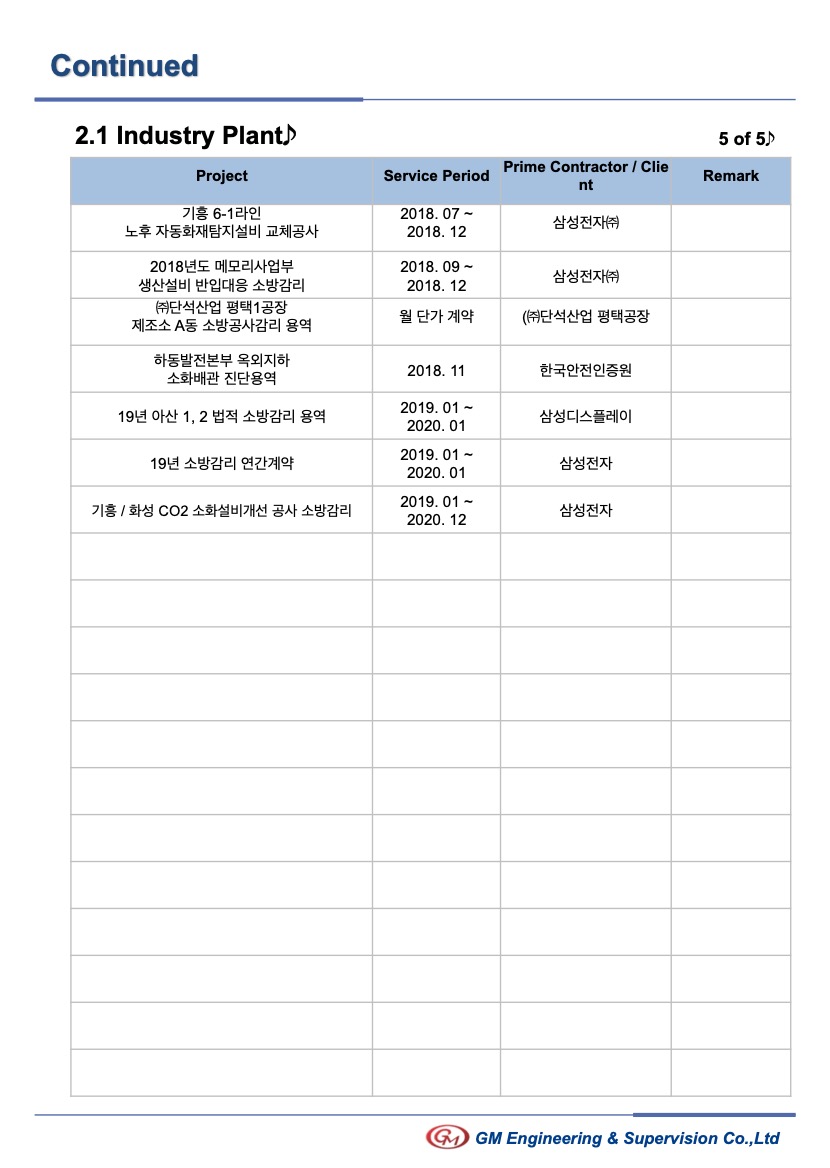 Continued
2.1 Industry Plant♪
5 of 5♪
Project
Service Period
Prime Contractor / Clie
nt
Remark
기흥 6-1라인
노후 자동화재탐지설비 교체공사
2018. 07 ~
2018. 12
삼성전자㈜
2018년도 메모리사업부
생산설비 반입대응 소방감리
2018. 09 ~
2018. 12
삼성전자㈜
㈜단석산업 평택1공장
제조소 A동 소방공사감리 용역
월 단가 계약
(㈜단석산업 평택공장
하동발전본부 옥외지하
소화배관 진단용역
2018. 11
한국안전인증원
19년 아산 1, 2 법적 소방감리 용역
2019. 01 ~
2020. 01
삼성디스플레이
19년 소방감리 연간계약
2019. 01 ~
2020. 01
삼성전자
기흥 / 화성 CO2 소화설비개선 공사 소방감리
2019. 01 ~
2020. 12
삼성전자
GM GM Engineering & Supervision Co.,Ltd